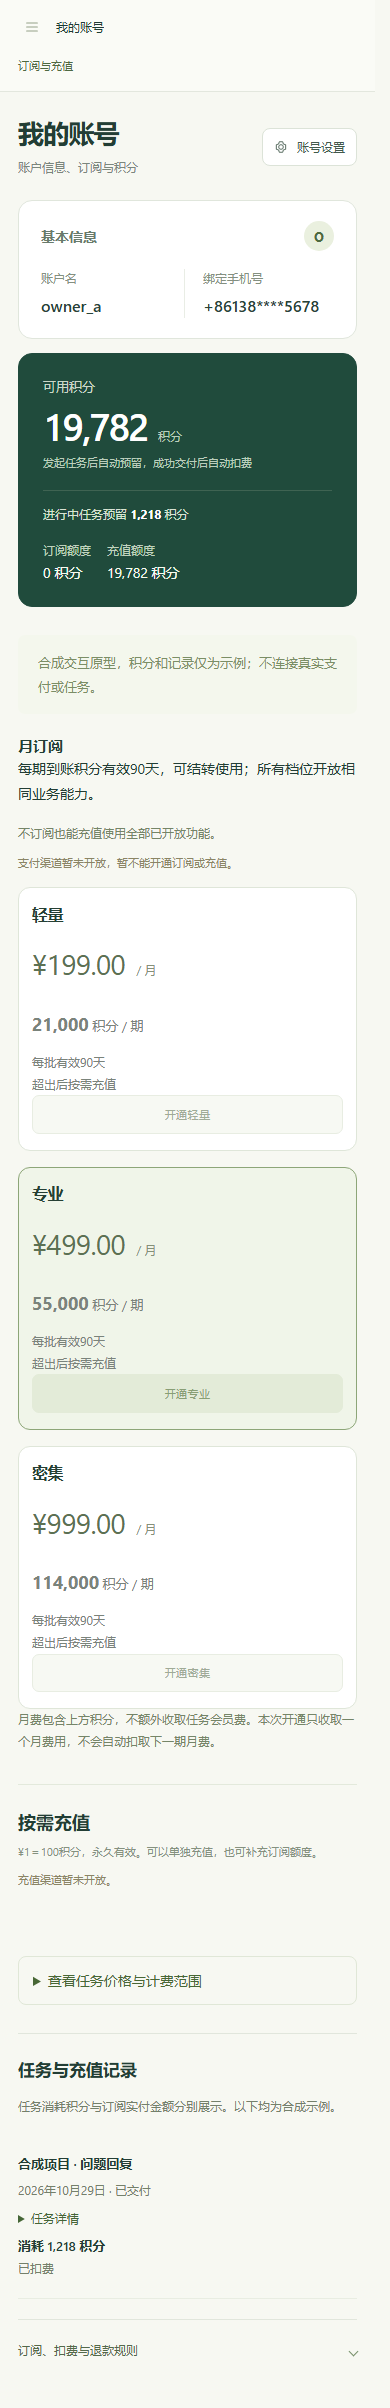 我的账号
订阅与充值
我的账号
账户信息、订阅与积分
账号设置
基本信息
O
账户名
绑定手机号
owner_a
+86138****5678
可用积分
19,782 积分
发起任务后自动预留，成功交付后自动扣费
进行中任务预留 1,218 积分
订阅额度
充值额度
0 积分
19,782 积分
合成交互原型，积分和记录仅为示例；不连接真实支
付或任务。
月订阅
每期到账积分有效90天，可结转使用；所有档位开放相
同业务能力。
不订阅也能充值使用全部已开放功能。
支付渠道暂未开放，暂不能开通订阅或充值。
轻量
¥199.00 / 月
21,000 积分 / 期
每批有效90天
超出后按需充值
开通轻量
专业
¥499.00 / 月
55,000 积分 / 期
每批有效90天
超出后按需充值
开通专业
密集
¥999.00 / 月
114,000 积分 / 期
每批有效90天
超出后按需充值
开通密集
月费包含上方积分，不额外收取任务会员费。本次开通只收取一
个月费用，不会自动扣取下一期月费。
按需充值
¥1 = 100积分，永久有效。可以单独充值，也可补充订阅额度。
充值渠道暂未开放。
查看任务价格与计费范围
任务与充值记录
任务消耗积分与订阅实付金额分别展示。以下均为合成示例。
合成项目 · 问题回复
2026年10月29日 · 已交付
任务详情
消耗 1,218 积分
已扣费
订阅、扣费与退款规则